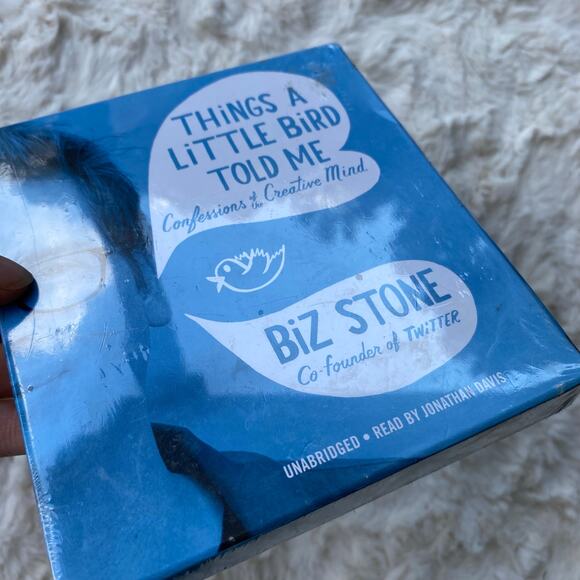 THiNGS A
LiTTLE BiRD
TOLD ME
Confessions of the Creative Mind
BiZ STONE
Co-founder of TWiTTER
UNABRIDGED • READ BY JONATHAN DAVIS